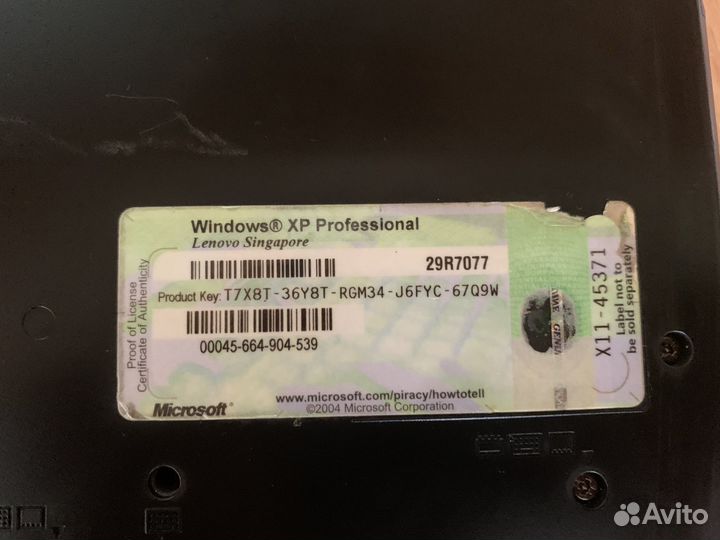 Windows® XP Professional
Lenovo Singapore
29R7077
Product Key: T7X8T-36Y8T-RGM34-J6FYC-67Q9W
00045-664-904-539
www.microsoft.com/piracy/howtotell
©2004 Microsoft Corporation
Microsoft®
Proof of License
Certificate of Authenticity
GENUI
X11-45371
Label not to
be sold separately
Avito